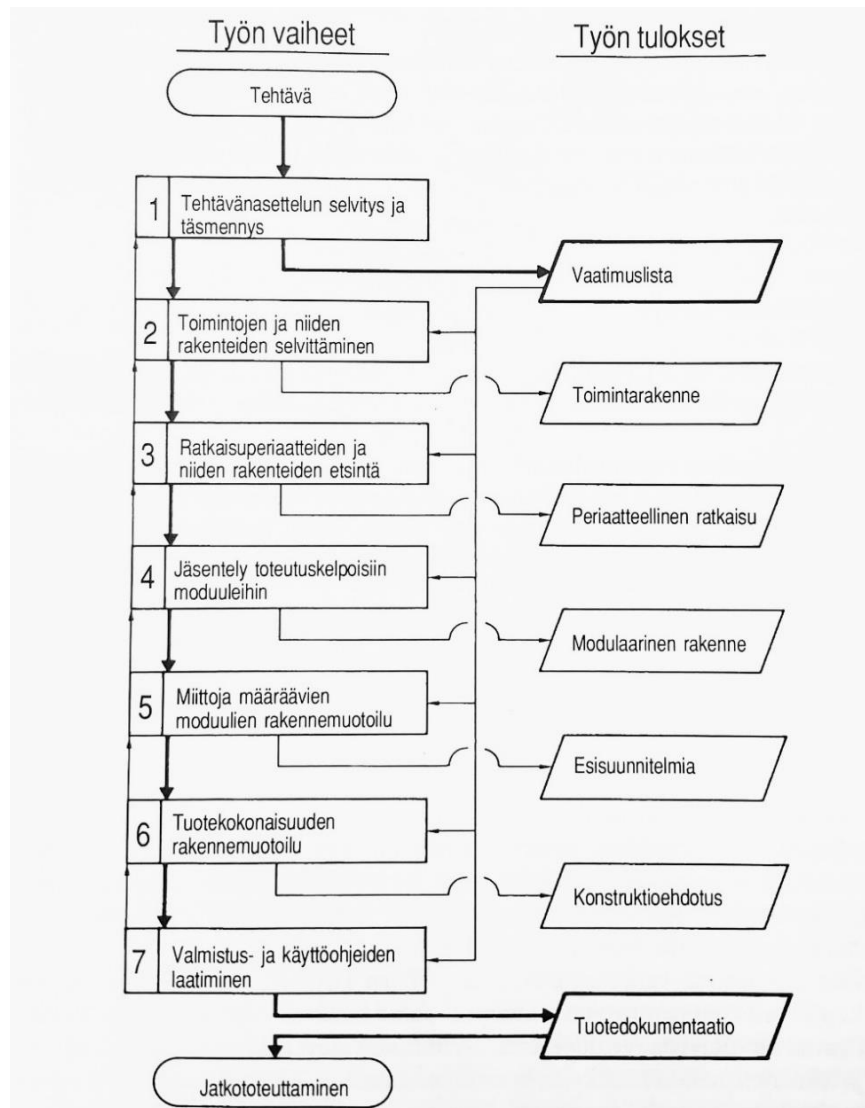 Työn vaiheet
Työn tulokset
Tehtävä
1
Tehtävänasettelun selvitys ja
täsmennys
Vaatimuslista
2
Toimintojen ja niiden
rakenteiden selvittäminen
Toimintarakenne
3
Ratkaisuperiaatteiden ja
niiden rakenteiden etsintä
Periaatteellinen ratkaisu
4
Jäsentely toteutuskelpoisiin
moduuleihin
Modulaarinen rakenne
5
Miittoja määräävien
moduulien rakennemuotoilu
Esisuunnitelmia
6
Tuotekokonaisuuden
rakennemuotoilu
Konstruktioehdotus
7
Valmistus- ja käyttöohjeiden
laatiminen
Tuotedokumentaatio
Jatkototeuttaminen